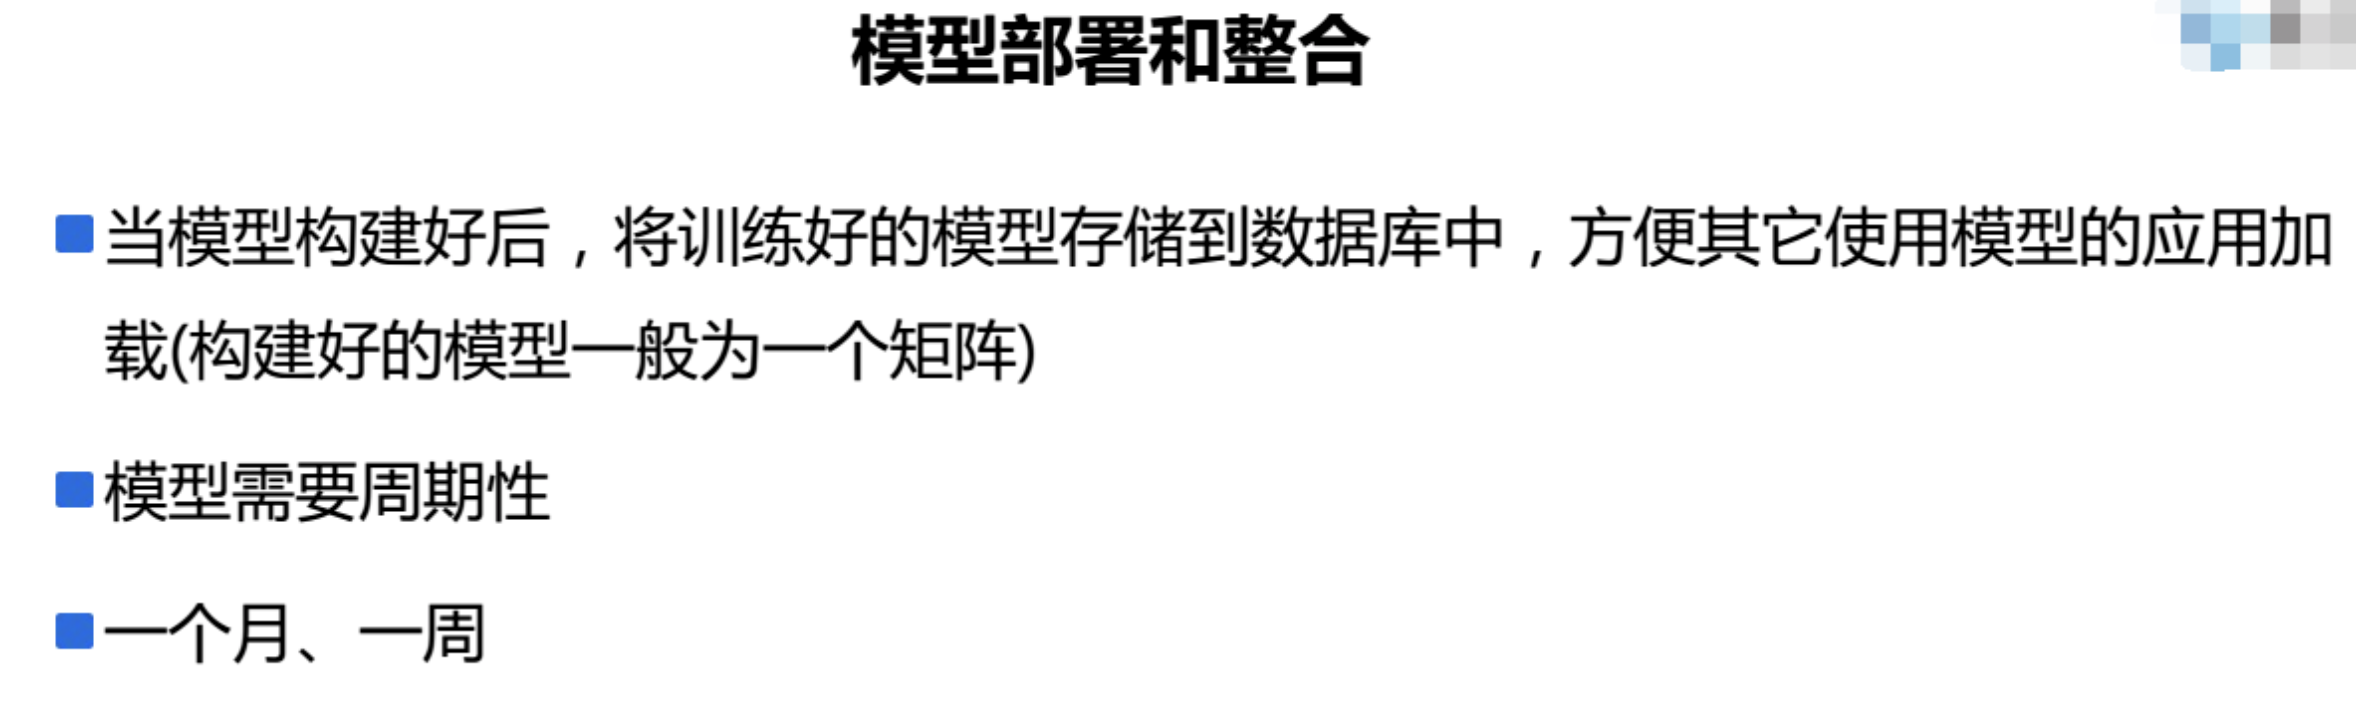 模型部署和整合
当模型构建好后，将训练好的模型存储到数据库中，方便其它使用模型的应用加
载(构建好的模型一般为一个矩阵)
模型需要周期性
一个月、一周